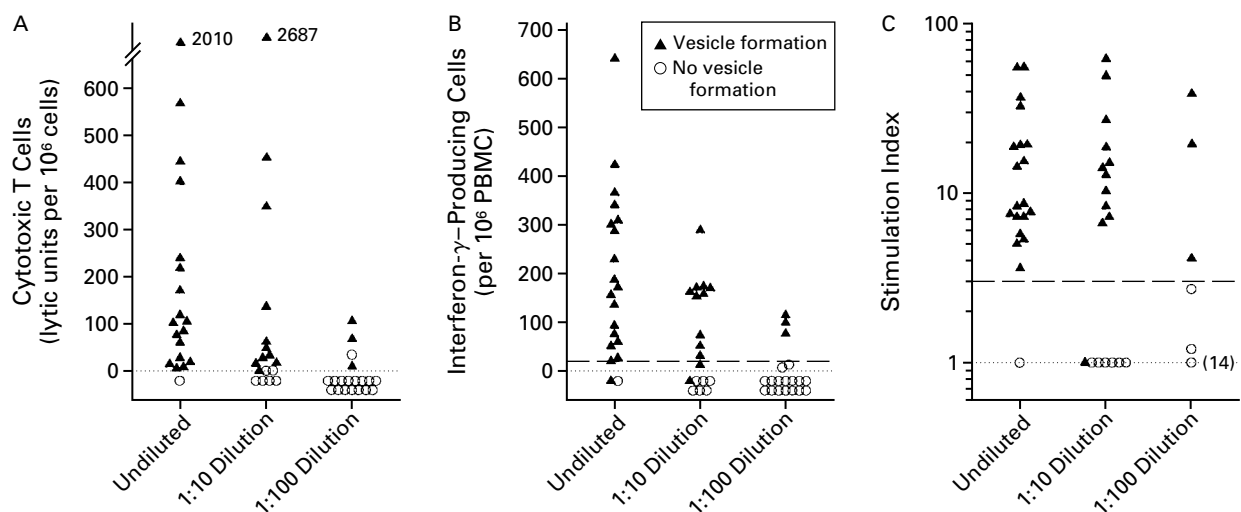 A
2010
2687
600
500
400
300
200
100
0
Cytotoxic T Cells
(lytic units per 10⁶ cells)
Undiluted
1:10 Dilution
1:100 Dilution
B
700
600
500
400
300
200
100
0
Interferon-γ–Producing Cells
(per 10⁶ PBMC)
Vesicle formation
No vesicle
formation
Undiluted
1:10 Dilution
1:100 Dilution
C
100
10
1
Stimulation Index
(14)
Undiluted
1:10 Dilution
1:100 Dilution